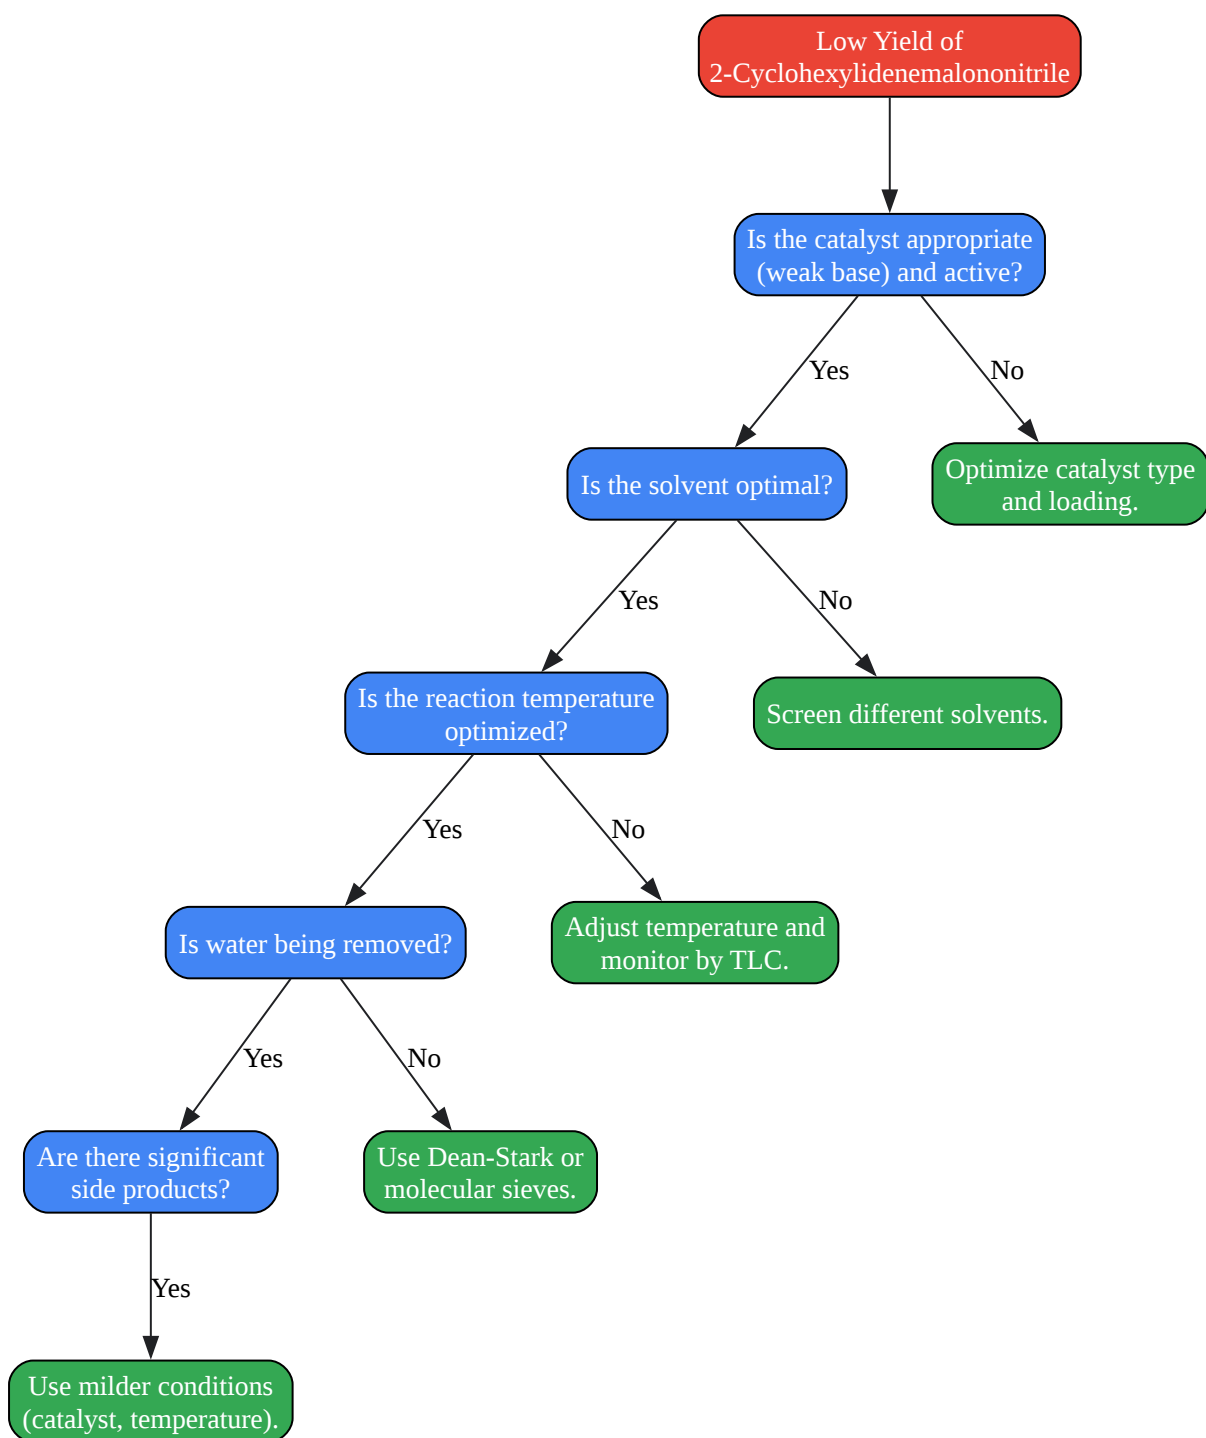 Low Yield of
2-Cyclohexylidenemalononitrile
Is the catalyst appropriate
(weak base) and active?
Yes
No
Is the solvent optimal?
Optimize catalyst type
and loading.
Yes
No
Is the reaction temperature
optimized?
Screen different solvents.
Yes
No
Is water being removed?
Adjust temperature and
monitor by TLC.
Yes
No
Are there significant
side products?
Use Dean-Stark or
molecular sieves.
Yes
Use milder conditions
(catalyst, temperature).